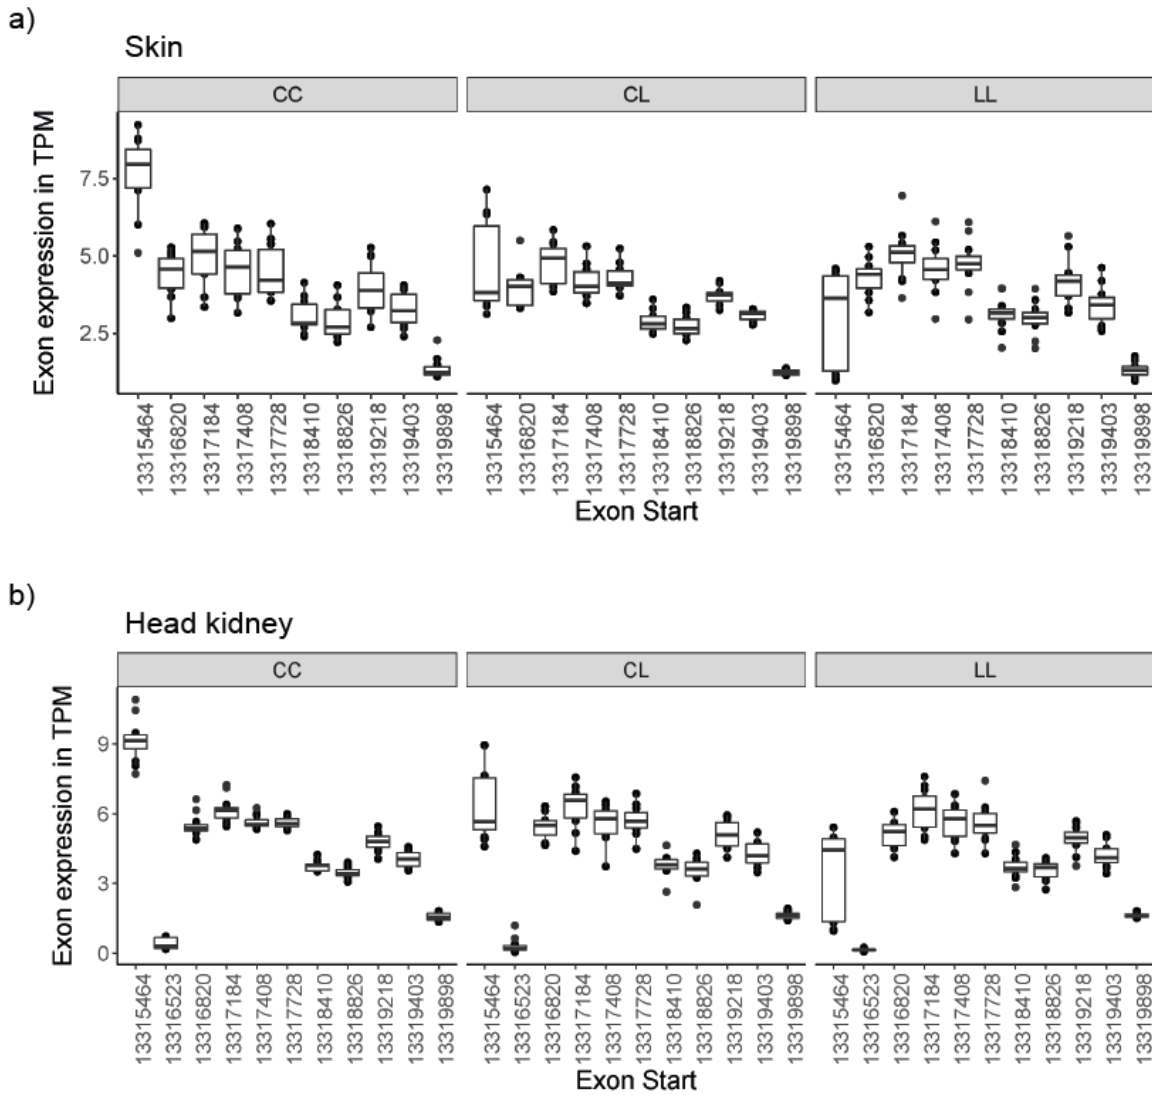 a)
Skin
CC CL LL
Exon expression in TPM
7.5
5.0
2.5
13315464 13316820 13317184 13317408 13317728 13318410 13318826 13319218 13319403 13319898 13315464 13316820 13317184 13317408 13317728 13318410 13318826 13319218 13319403 13319898 13315464 13316820 13317184 13317408 13317728 13318410 13318826 13319218 13319403 13319898
Exon Start
b)
Head kidney
CC CL LL
Exon expression in TPM
9
6
3
0
13315464 13316523 13316820 13317184 13317408 13317728 13318410 13318826 13319218 13319403 13319898 13315464 13316523 13316820 13317184 13317408 13317728 13318410 13318826 13319218 13319403 13319898 13315464 13316523 13316820 13317184 13317408 13317728 13318410 13318826 13319218 13319403 13319898
Exon Start